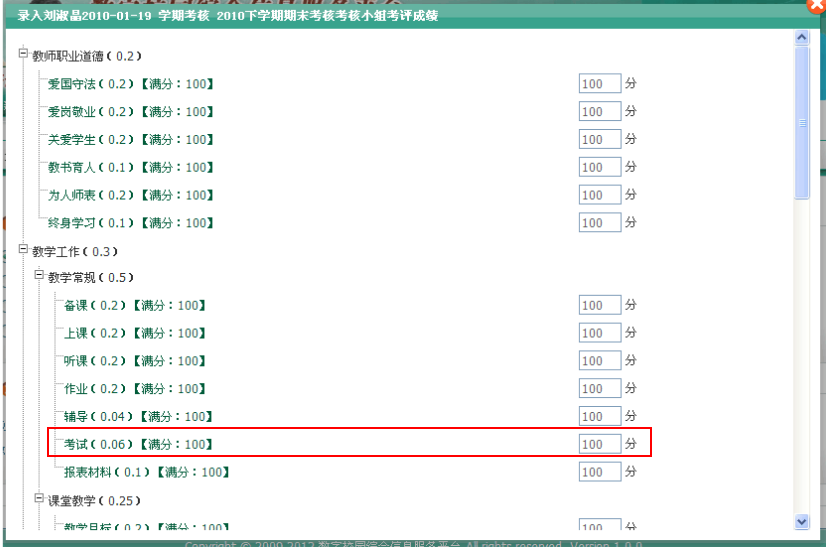 录入刘淑晶2010-01-19 学期考核 2010下学期期末考核考核小组考评成绩
教师职业道德（0.2）
爱国守法（0.2）【满分：100】 100 分
爱岗敬业（0.2）【满分：100】 100 分
关爱学生（0.2）【满分：100】 100 分
教书育人（0.1）【满分：100】 100 分
为人师表（0.2）【满分：100】 100 分
终身学习（0.1）【满分：100】 100 分
教学工作（0.3）
教学常规（0.5）
备课（0.2）【满分：100】 100 分
上课（0.2）【满分：100】 100 分
听课（0.2）【满分：100】 100 分
作业（0.2）【满分：100】 100 分
辅导（0.04）【满分：100】 100 分
考试（0.06）【满分：100】 100 分
报表材料（0.1）【满分：100】 100 分
课堂教学（0.25）
教学目标（0.2）【满分：100】 100 分
Copyright © 2009-2012 数字校园综合信息服务平台 All rights reserved. Version 1.0.0